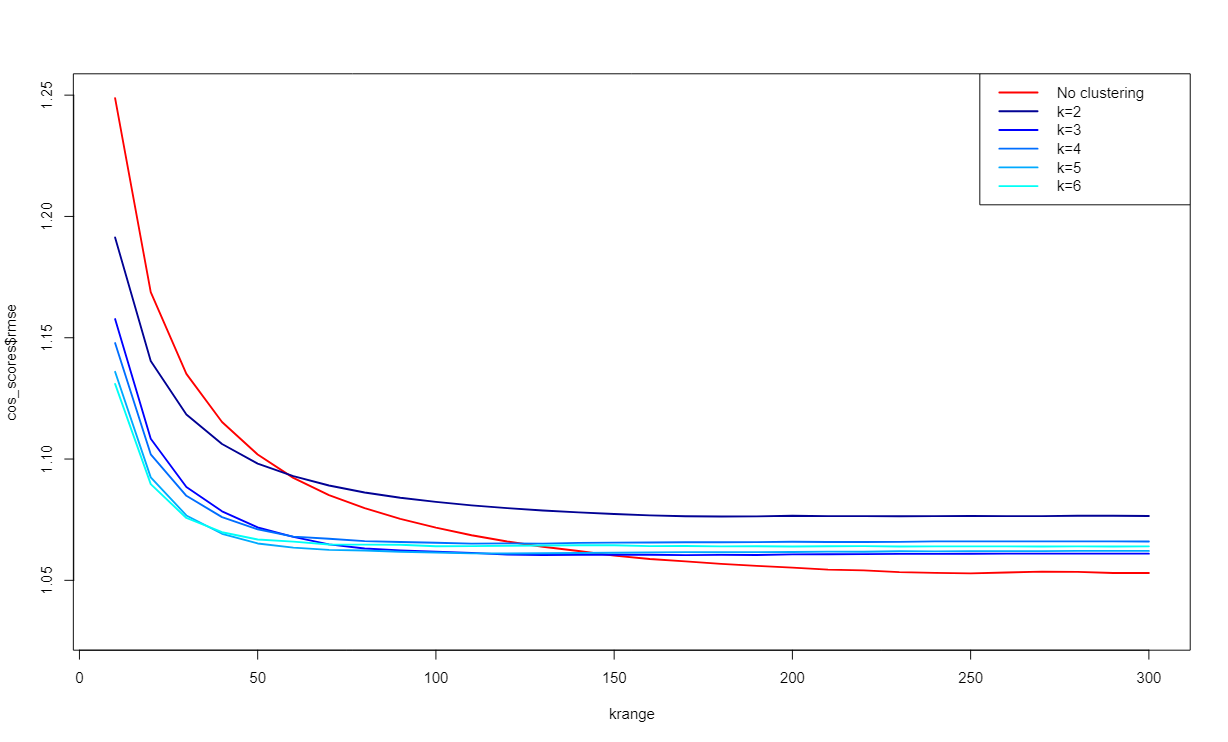 No clustering
k=2
k=3
k=4
k=5
k=6
1.25
1.20
1.15
1.10
1.05
cos_scores$rmse
0 50 100 150 200 250 300
krange